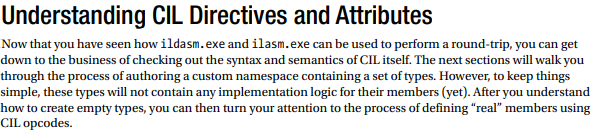 Understanding CIL Directives and Attributes
Now that you have seen how ildasm.exe and ilasm.exe can be used to perform a round-trip, you can get
down to the business of checking out the syntax and semantics of CIL itself. The next sections will walk you
through the process of authoring a custom namespace containing a set of types. However, to keep things
simple, these types will not contain any implementation logic for their members (yet). After you understand
how to create empty types, you can then turn your attention to the process of defining “real” members using
CIL opcodes.